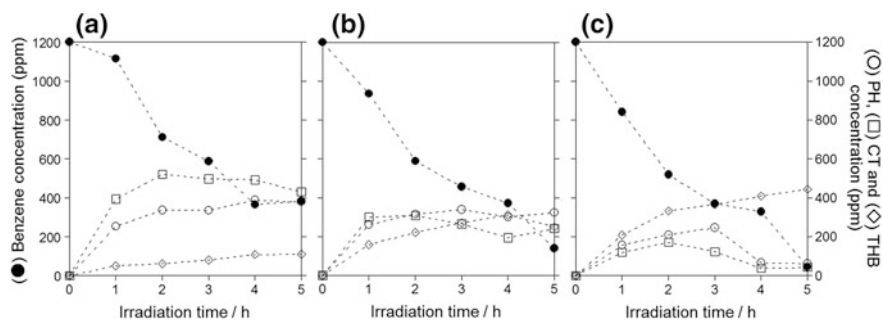 (a)
(b)
(c)
1200
1000
800
600
400
200
0
0 1 2 3 4 5
0 1 2 3 4 5
0 1 2 3 4 5
1200
1000
800
600
400
200
0
(●) Benzene concentration (ppm)
Irradiation time / h
Irradiation time / h
Irradiation time / h
(○) PH, (□) CT and (◇) THB
concentration (ppm)